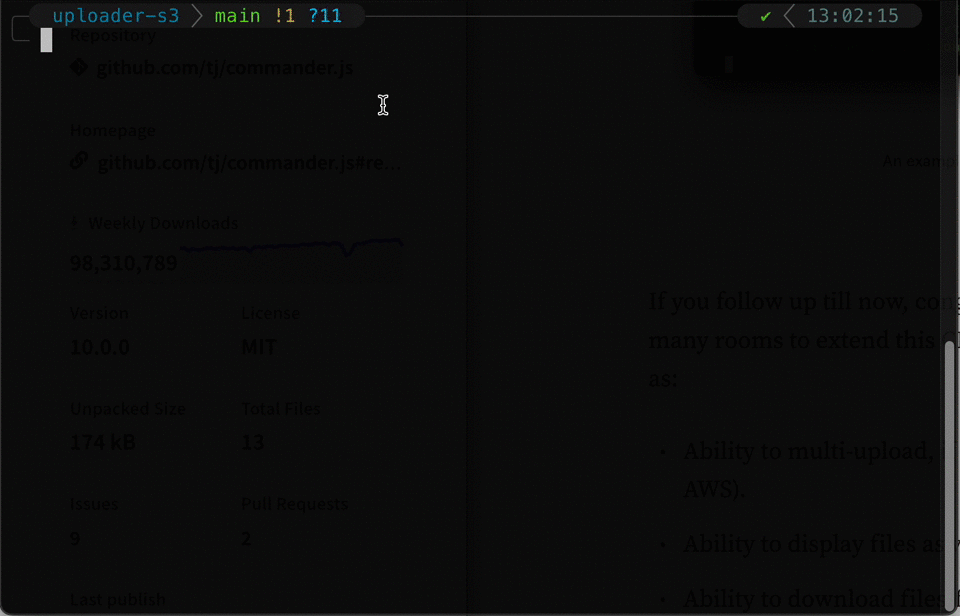 uploader-s3 main !1 ?11 ✔ 13:02:15
Repository
github.com/tj/commander.js
Homepage
github.com/tj/commander.js#re...
An examp
Weekly Downloads
98,310,789
Version License
10.0.0 MIT
Unpacked Size Total Files
174 kB 13
Issues Pull Requests
9 2
Last publish
If you follow up till now, con
many rooms to extend this C
as:
• Ability to multi-upload,
AWS).
• Ability to display files as
• Ability to download files f